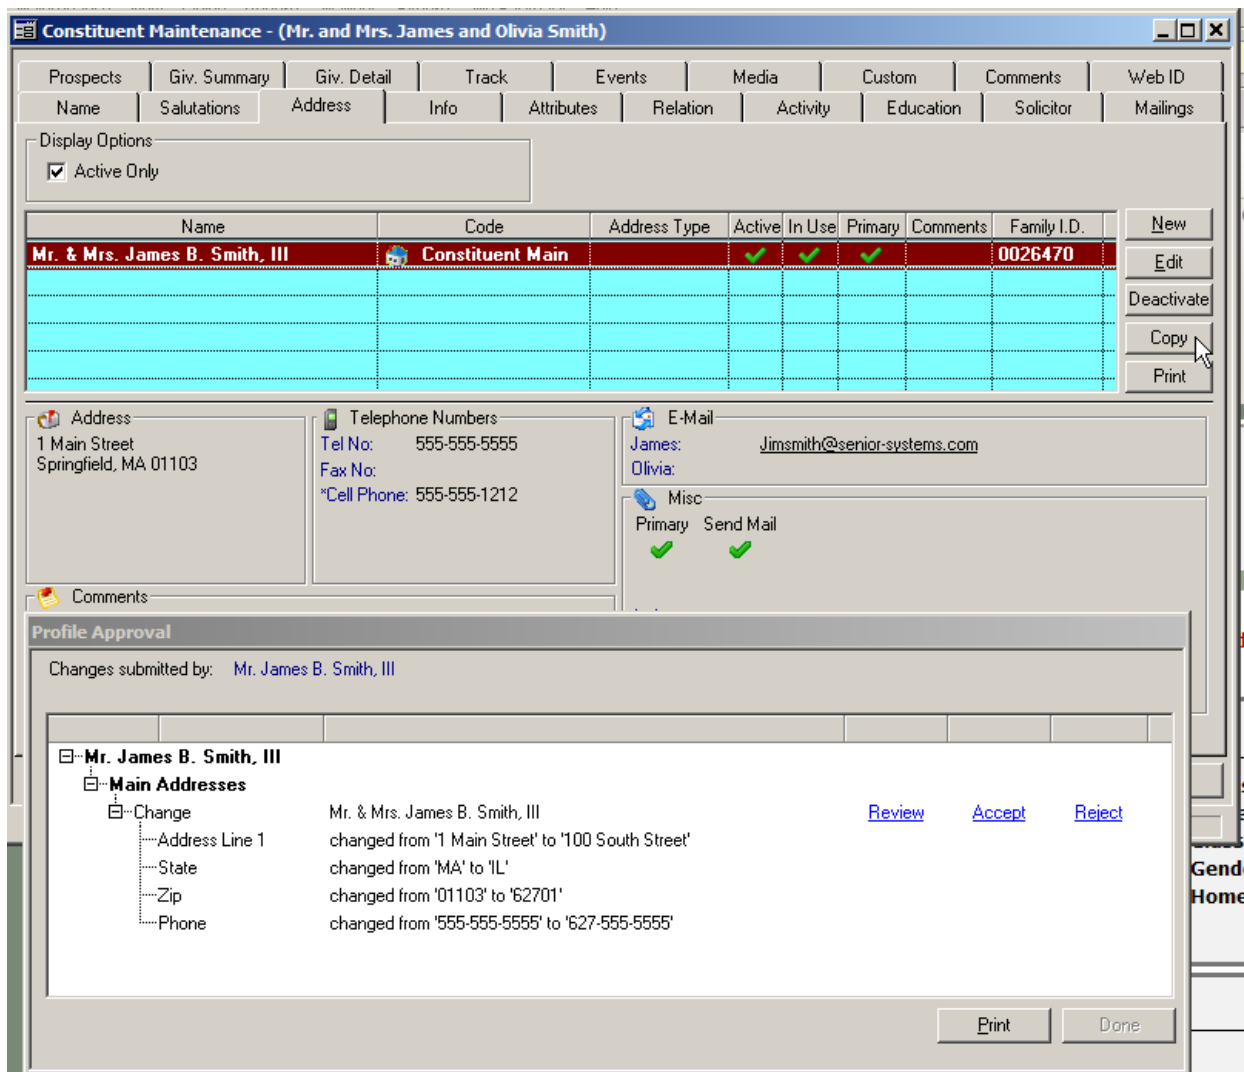 Constituent Maintenance - (Mr. and Mrs. James and Olivia Smith)
Prospects Giv. Summary Giv. Detail Track Events Media Custom Comments Web ID
Name Salutations Address Info Attributes Relation Activity Education Solicitor Mailings
Display Options
Active Only
Name Code Address Type Active In Use Primary Comments Family I.D. New
Mr. & Mrs. James B. Smith, III Constituent Main 0026470
Edit
Deactivate
Copy
Print
Address Telephone Numbers E-Mail
1 Main Street Tel No: 555-555-5555 James: Jimsmith@senior-systems.com
Springfield, MA 01103 Fax No: Olivia:
*Cell Phone: 555-555-1212
Misc
Primary Send Mail
Comments
Profile Approval
Changes submitted by: Mr. James B. Smith, III
Mr. James B. Smith, III
Main Addresses
Change Mr. & Mrs. James B. Smith, III Review Accept Reject
Address Line 1 changed from '1 Main Street' to '100 South Street'
State changed from 'MA' to 'IL'
Zip changed from '01103' to '62701'
Phone changed from '555-555-5555' to '627-555-5555'
Print Done
Gend
Home